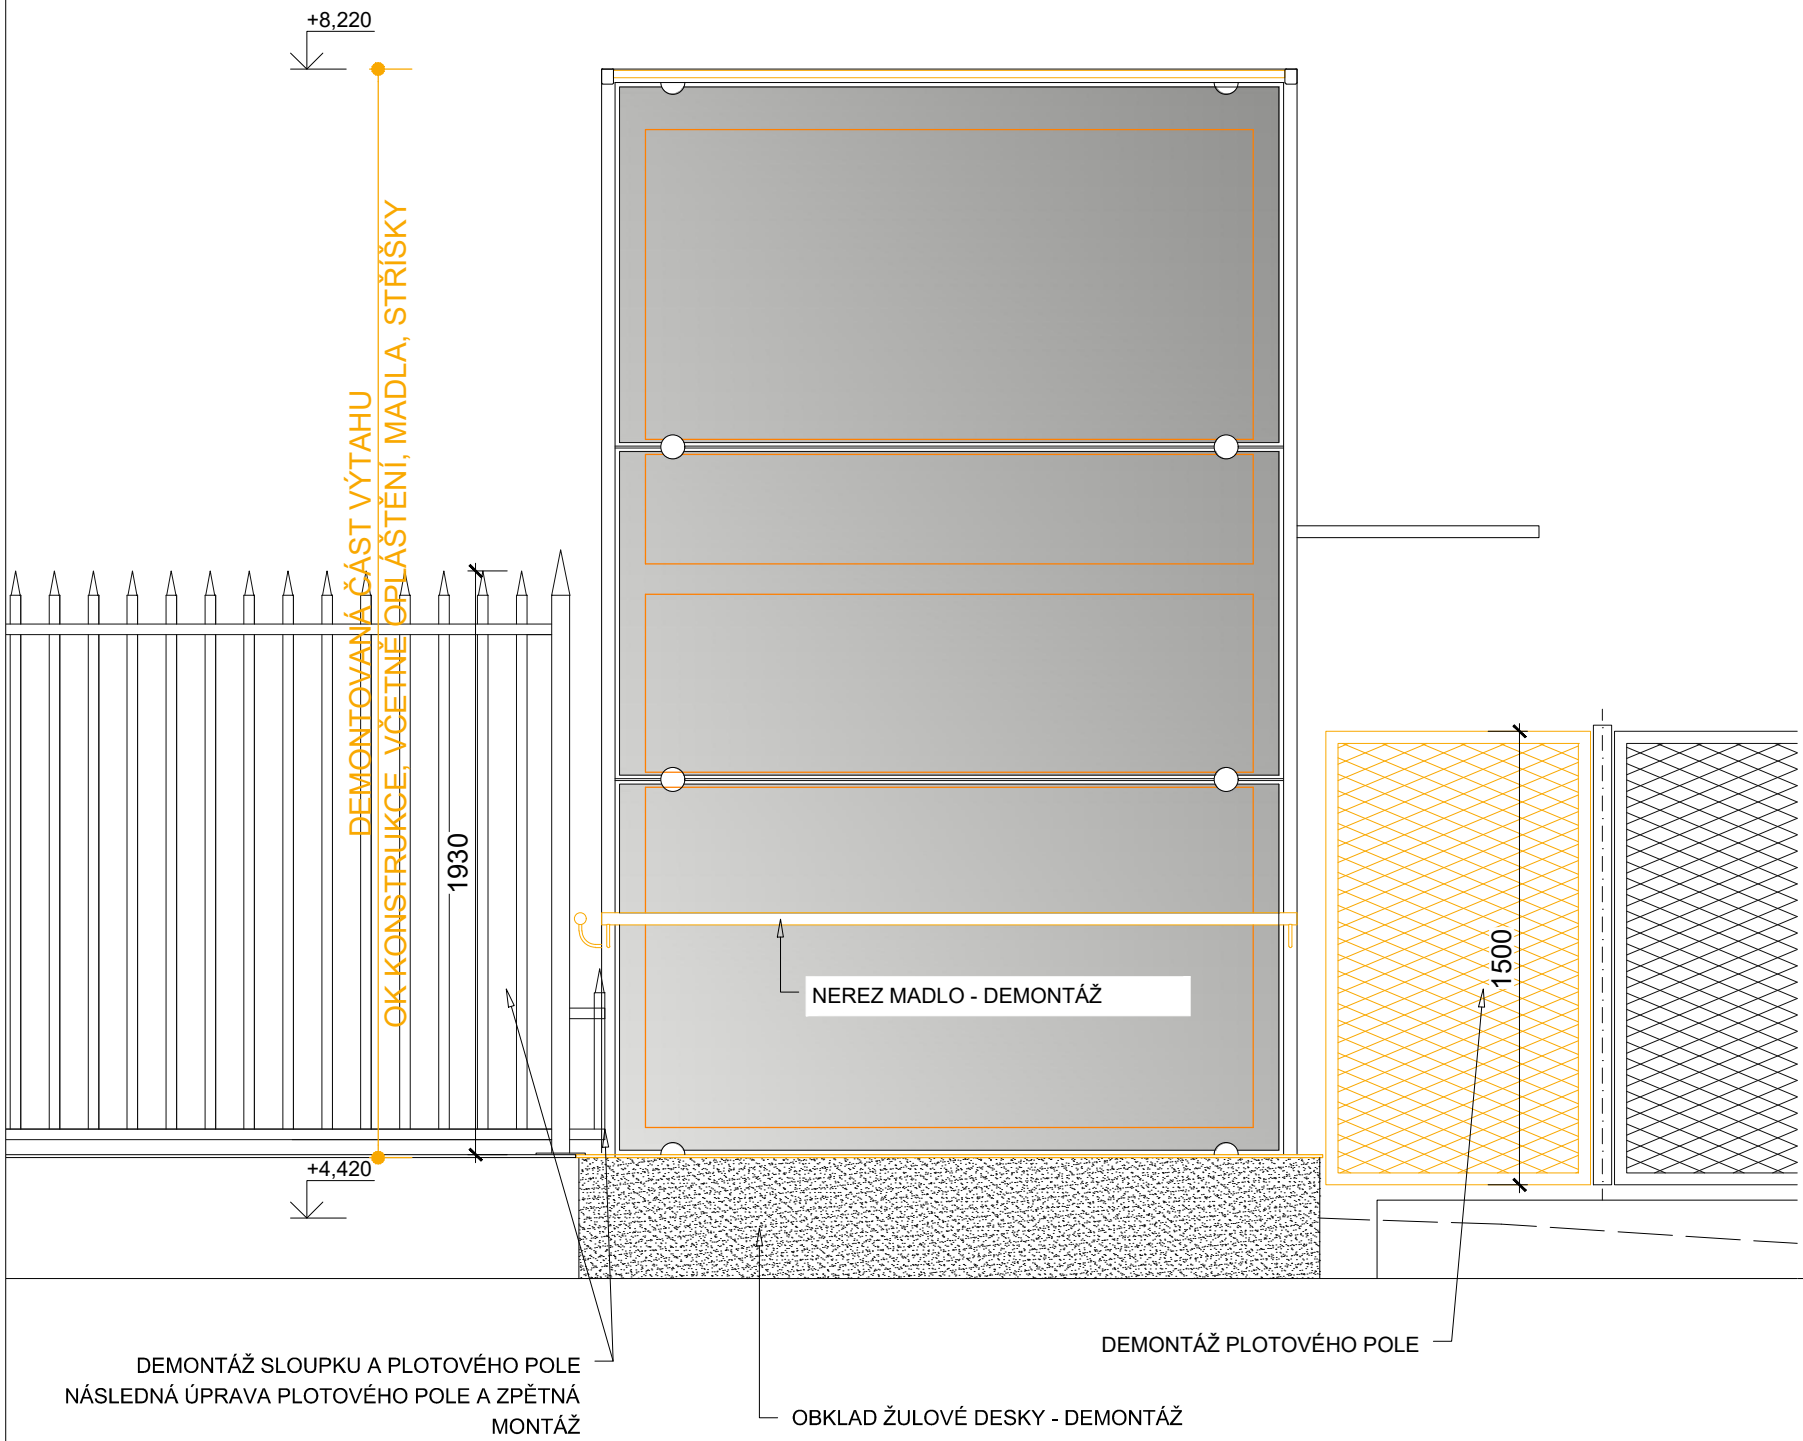 +8,220
DEMONTOVANÁ ČÁST VÝTAHU
OK KONSTRUKCE, VČETNĚ OPLÁŠTĚNÍ, MADLA, STŘÍŠKY
1930
1500
NEREZ MADLO - DEMONTÁŽ
+4,420
DEMONTÁŽ SLOUPKU A PLOTOVÉHO POLE
NÁSLEDNÁ ÚPRAVA PLOTOVÉHO POLE A ZPĚTNÁ
MONTÁŽ
DEMONTÁŽ PLOTOVÉHO POLE
OBKLAD ŽULOVÉ DESKY - DEMONTÁŽ